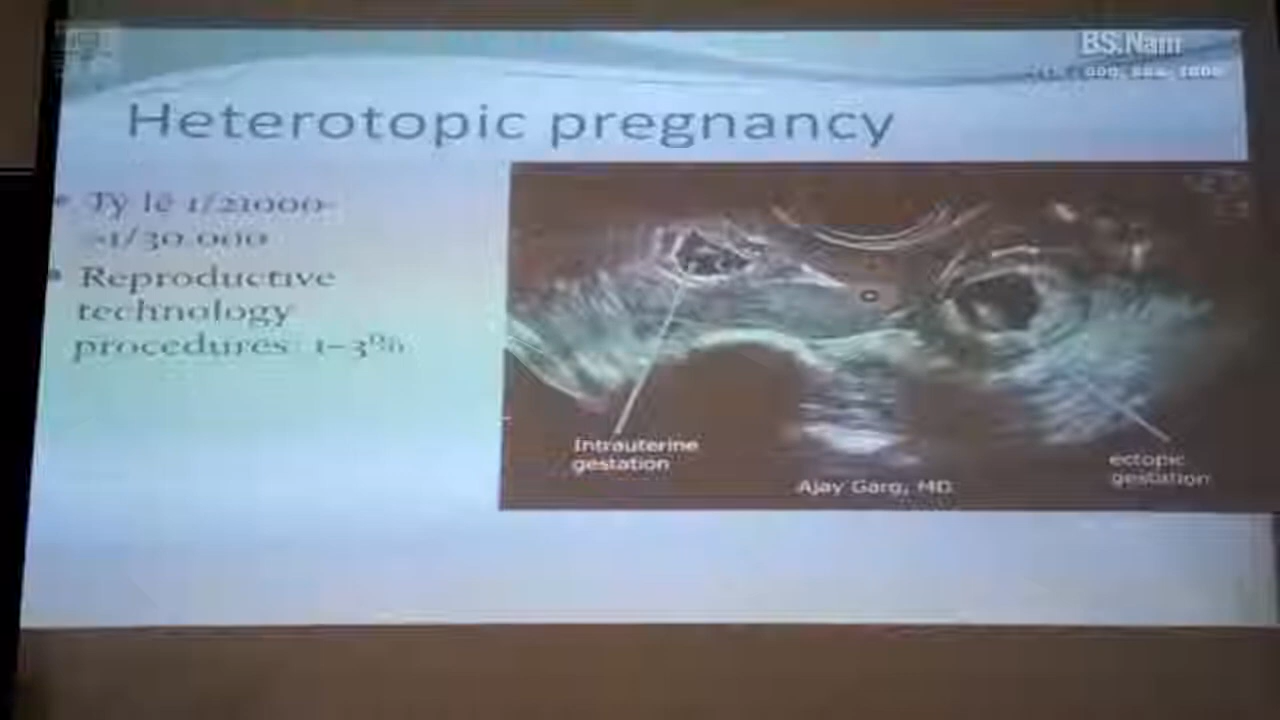 BS.Nam
Heterotopic pregnancy
Tỷ lệ 1/21000-
~1/30.000
Reproductive
technology
procedures: 1-3%
Intrauterine
gestation
Ajay Garg, MD
ectopic
gestation